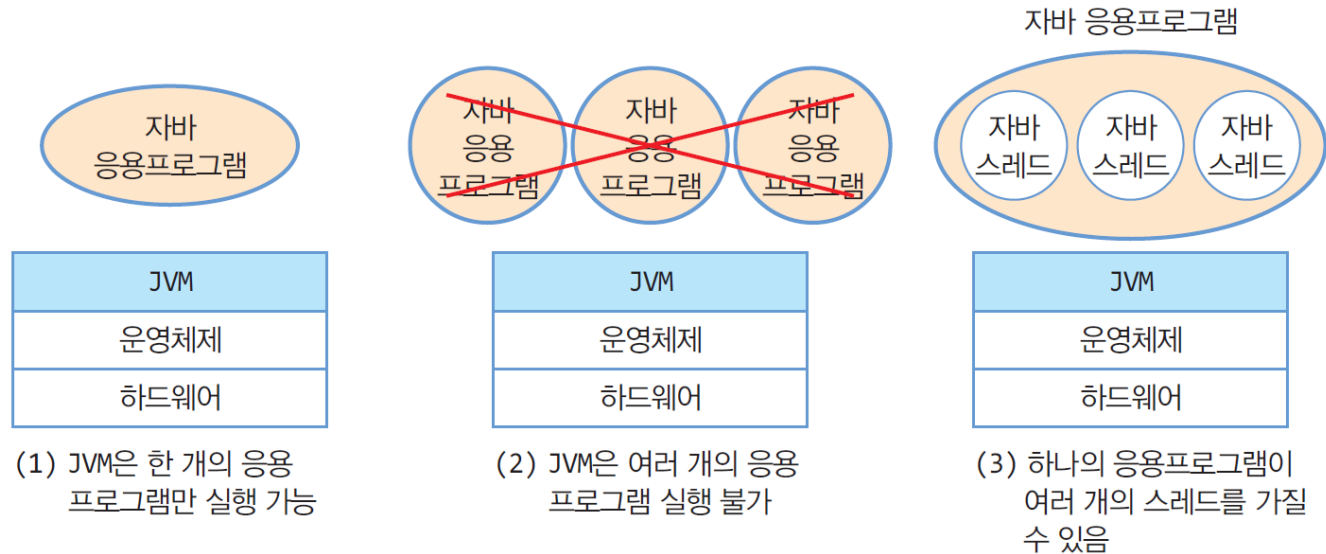 자바
응용프로그램
JVM
운영체제
하드웨어
(1) JVM은 한 개의 응용
프로그램만 실행 가능
자바
응용
프로그램
자바
응용
프로그램
자바
응용
프로그램
JVM
운영체제
하드웨어
(2) JVM은 여러 개의 응용
프로그램 실행 불가
자바 응용프로그램
자바
스레드
자바
스레드
자바
스레드
JVM
운영체제
하드웨어
(3) 하나의 응용프로그램이
여러 개의 스레드를 가질
수 있음